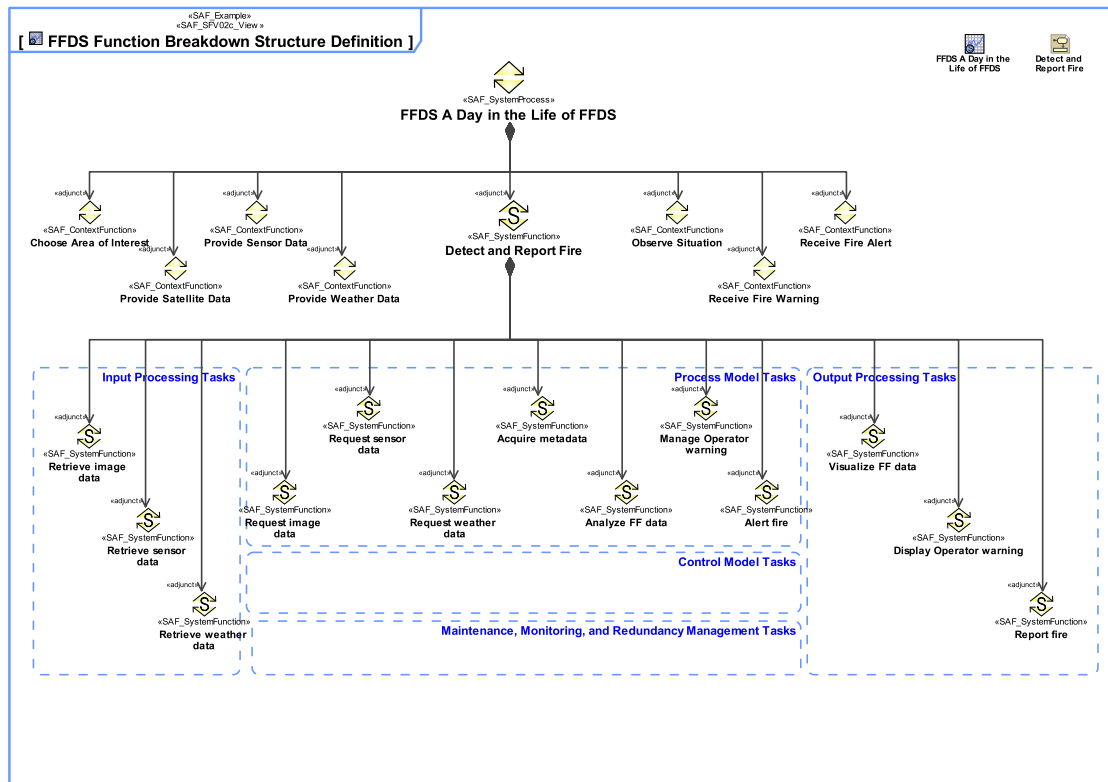 «SAF_Example»
«SAF_SFV02c_View »
[ FFDS Function Breakdown Structure Definition ]
FFDS A Day in the
Life of FFDS
Detect and
Report Fire
«SAF_SystemProcess»
FFDS A Day in the Life of FFDS
«adjunct»
«SAF_ContextFunction»
Choose Area of Interest
«adjunct»
«SAF_ContextFunction»
Provide Satellite Data
«adjunct»
«SAF_ContextFunction»
Provide Sensor Data
«adjunct»
«SAF_ContextFunction»
Provide Weather Data
«adjunct»
S
«SAF_SystemFunction»
Detect and Report Fire
«adjunct»
«SAF_ContextFunction»
Observe Situation
«adjunct»
«SAF_ContextFunction»
Receive Fire Warning
«adjunct»
«SAF_ContextFunction»
Receive Fire Alert
Input Processing Tasks
«adjunct»
S
«SAF_SystemFunction»
Retrieve image
data
«adjunct»
S
«SAF_SystemFunction»
Retrieve sensor
data
«adjunct»
S
«SAF_SystemFunction»
Retrieve weather
data
Process Model Tasks
«adjunct»
S
«SAF_SystemFunction»
Request sensor
data
«adjunct»
S
«SAF_SystemFunction»
Acquire metadata
«adjunct»
S
«SAF_SystemFunction»
Manage Operator
warning
«adjunct»
S
«SAF_SystemFunction»
Request image
data
«adjunct»
S
«SAF_SystemFunction»
Request weather
data
«adjunct»
S
«SAF_SystemFunction»
Analyze FF data
«adjunct»
S
«SAF_SystemFunction»
Alert fire
Control Model Tasks
Maintenance, Monitoring, and Redundancy Management Tasks
Output Processing Tasks
«adjunct»
S
«SAF_SystemFunction»
Visualize FF data
«adjunct»
S
«SAF_SystemFunction»
Display Operator warning
«adjunct»
S
«SAF_SystemFunction»
Report fire